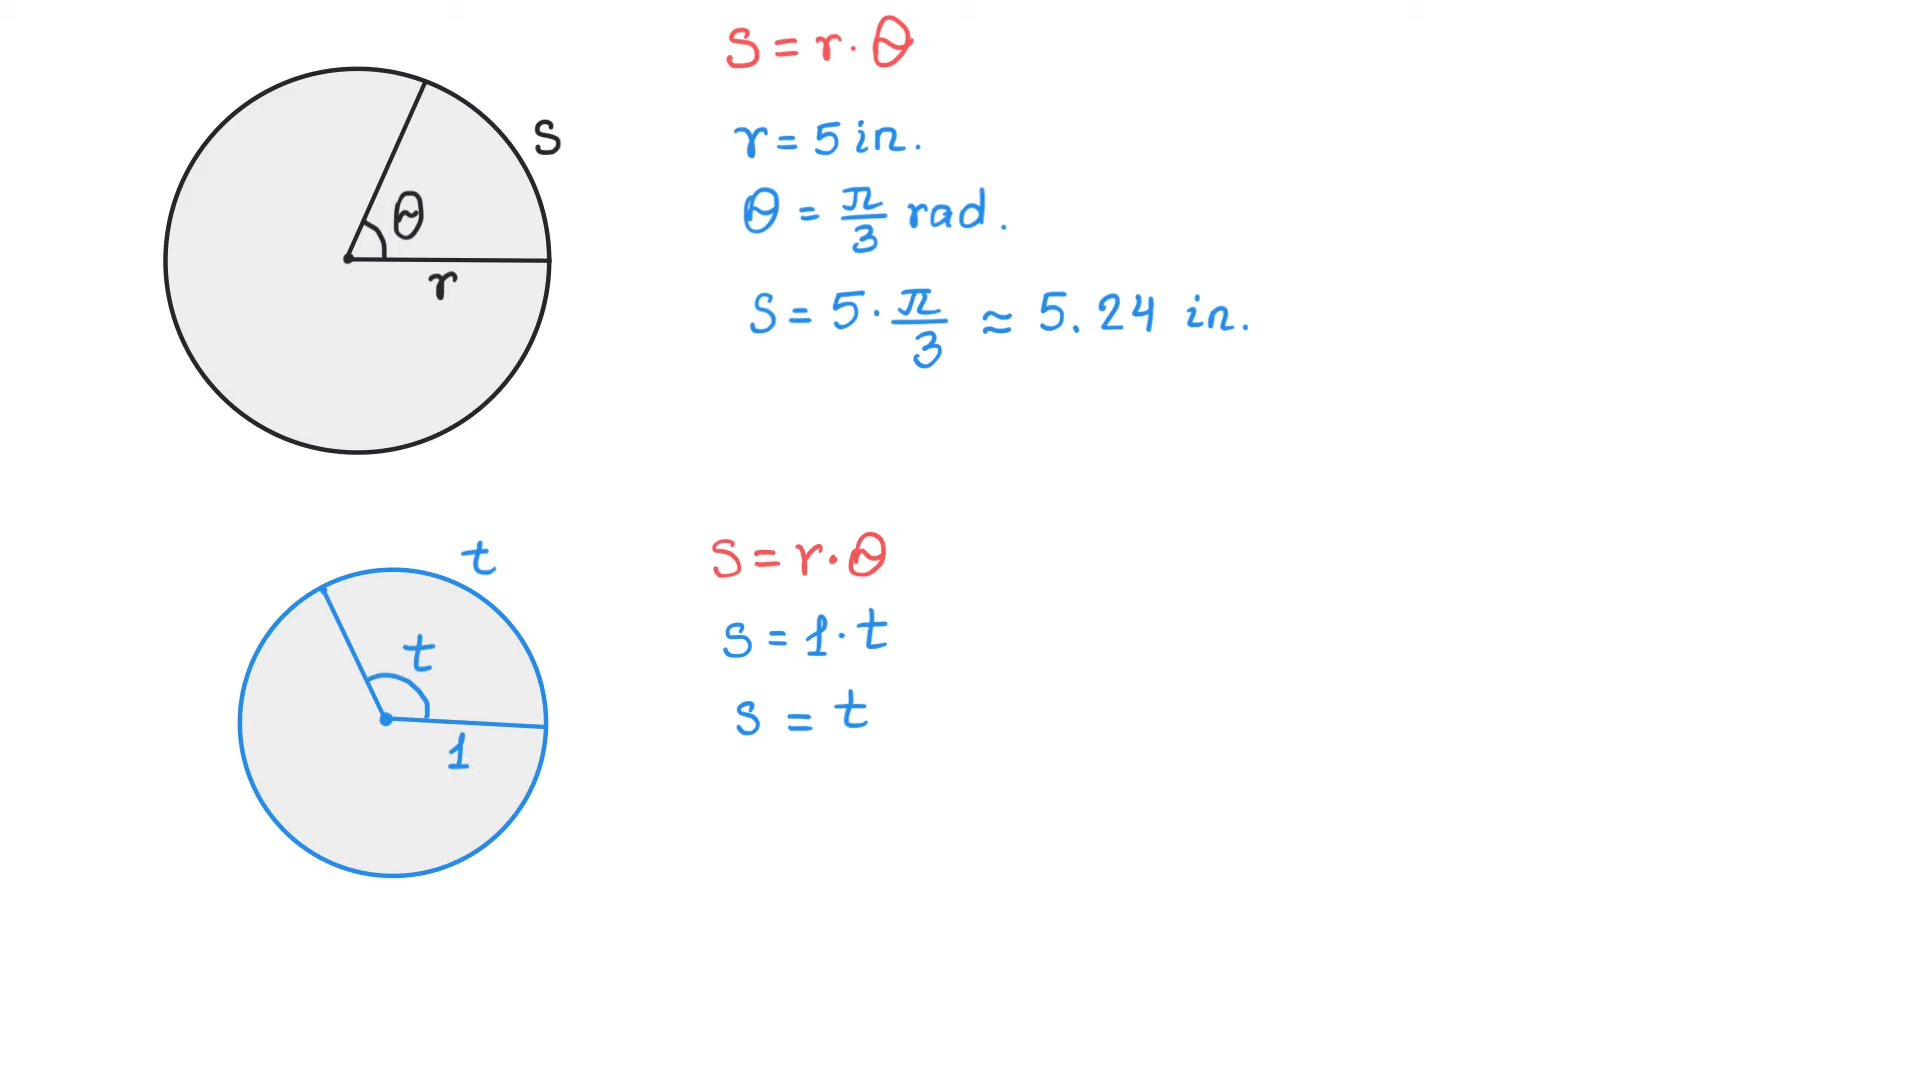 S = r · θ
S
r = 5 in.
θ
θ = π/3 rad.
r
S = 5 · π/3 ≈ 5.24 in.
t
S = r · θ
t
S = 1 · t
1
S = t